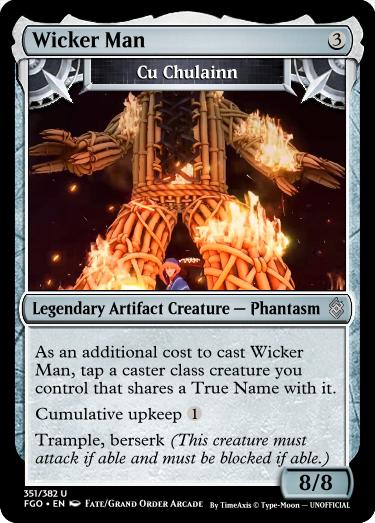 Wicker Man 3
Cu Chulainn
Legendary Artifact Creature — Phantasm
As an additional cost to cast Wicker
Man, tap a caster class creature you
control that shares a True Name with it.
Cumulative upkeep 1
Trample, berserk (This creature must
attack if able and must be blocked if able.)
8/8
351/382 U
FGO • EN Fate/Grand Order Arcade By TimeAxis © Type-Moon — UNOFFICIAL